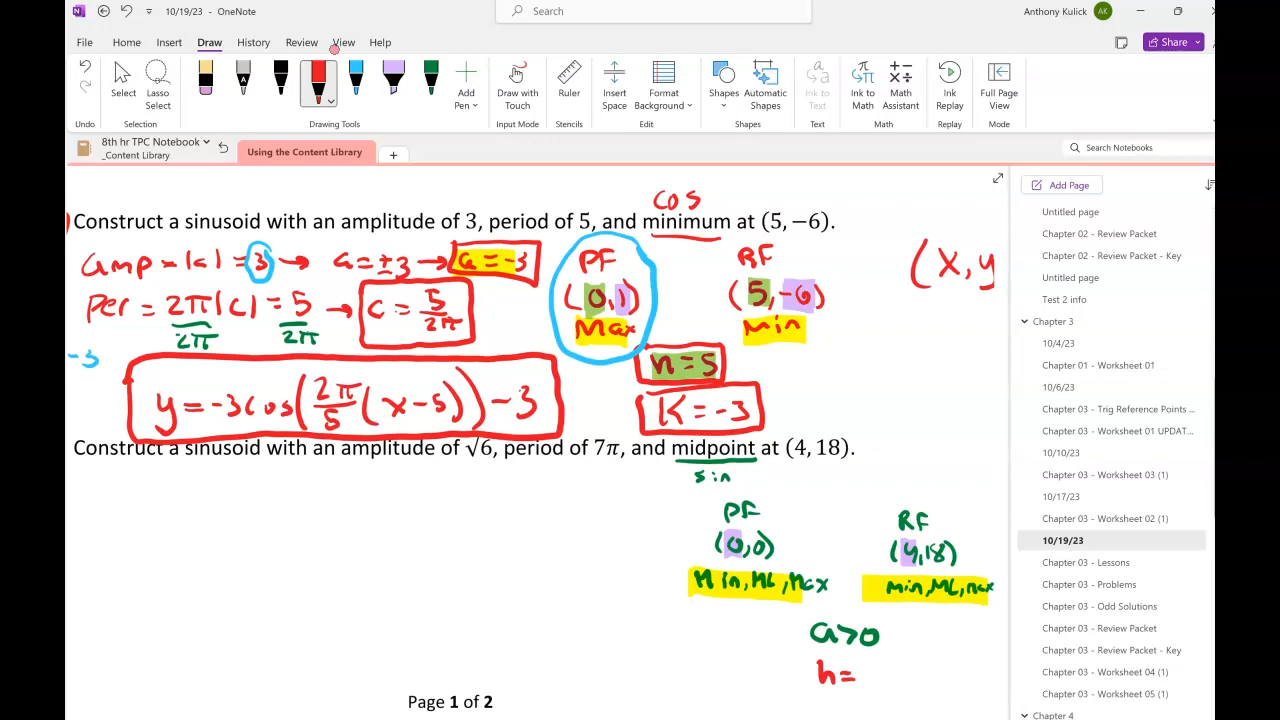 10/19/23 - OneNote
Search
Anthony Kulick
AK
File Home Insert Draw History Review View Help
Share
Undo
Select
Lasso Select
Add Pen
Draw with Touch
Ruler
Insert Space
Format Background
Shapes
Automatic Shapes
Ink to Text
Ink to Math
Math Assistant
Ink Replay
Full Page View
Selection
Drawing Tools
Input Mode
Stencils
Edit
Shapes
Text
Math
Replay
Mode
8th hr TPC Notebook
_Content Library
Using the Content Library
+
Search Notebooks
cos
Construct a sinusoid with an amplitude of 3, period of 5, and minimum at (5, −6).
amp = |a| = 3 → a = ±3 → a = -3
PF
RF
(x, y
(0, 1)
(5, -6)
Per = 2π|c| = 5 → c = 5/2π
2π 2π
Max
Min
-3
h = 5
y = -3cos(2π/5(x-5)) - 3
K = -3
Construct a sinusoid with an amplitude of √6, period of 7π, and midpoint at (4, 18).
sin
PF
RF
(0,0)
(4,18)
Min, ML, Max
min, ML, max
a>0
h=
Page 1 of 2
Add Page
Untitled page
Chapter 02 - Review Packet
Chapter 02 - Review Packet - Key
Untitled page
Test 2 info
Chapter 3
10/4/23
Chapter 03 - Worksheet 01
10/6/23
Chapter 03 - Trig Reference Points ...
Chapter 03 - Worksheet 01 UPDAT...
10/10/23
Chapter 03 - Worksheet 03 (1)
10/17/23
Chapter 03 - Worksheet 02 (1)
10/19/23
Chapter 03 - Lessons
Chapter 03 - Problems
Chapter 03 - Odd Solutions
Chapter 03 - Review Packet
Chapter 03 - Review Packet - Key
Chapter 03 - Worksheet 04 (1)
Chapter 03 - Worksheet 05 (1)
Chapter 4